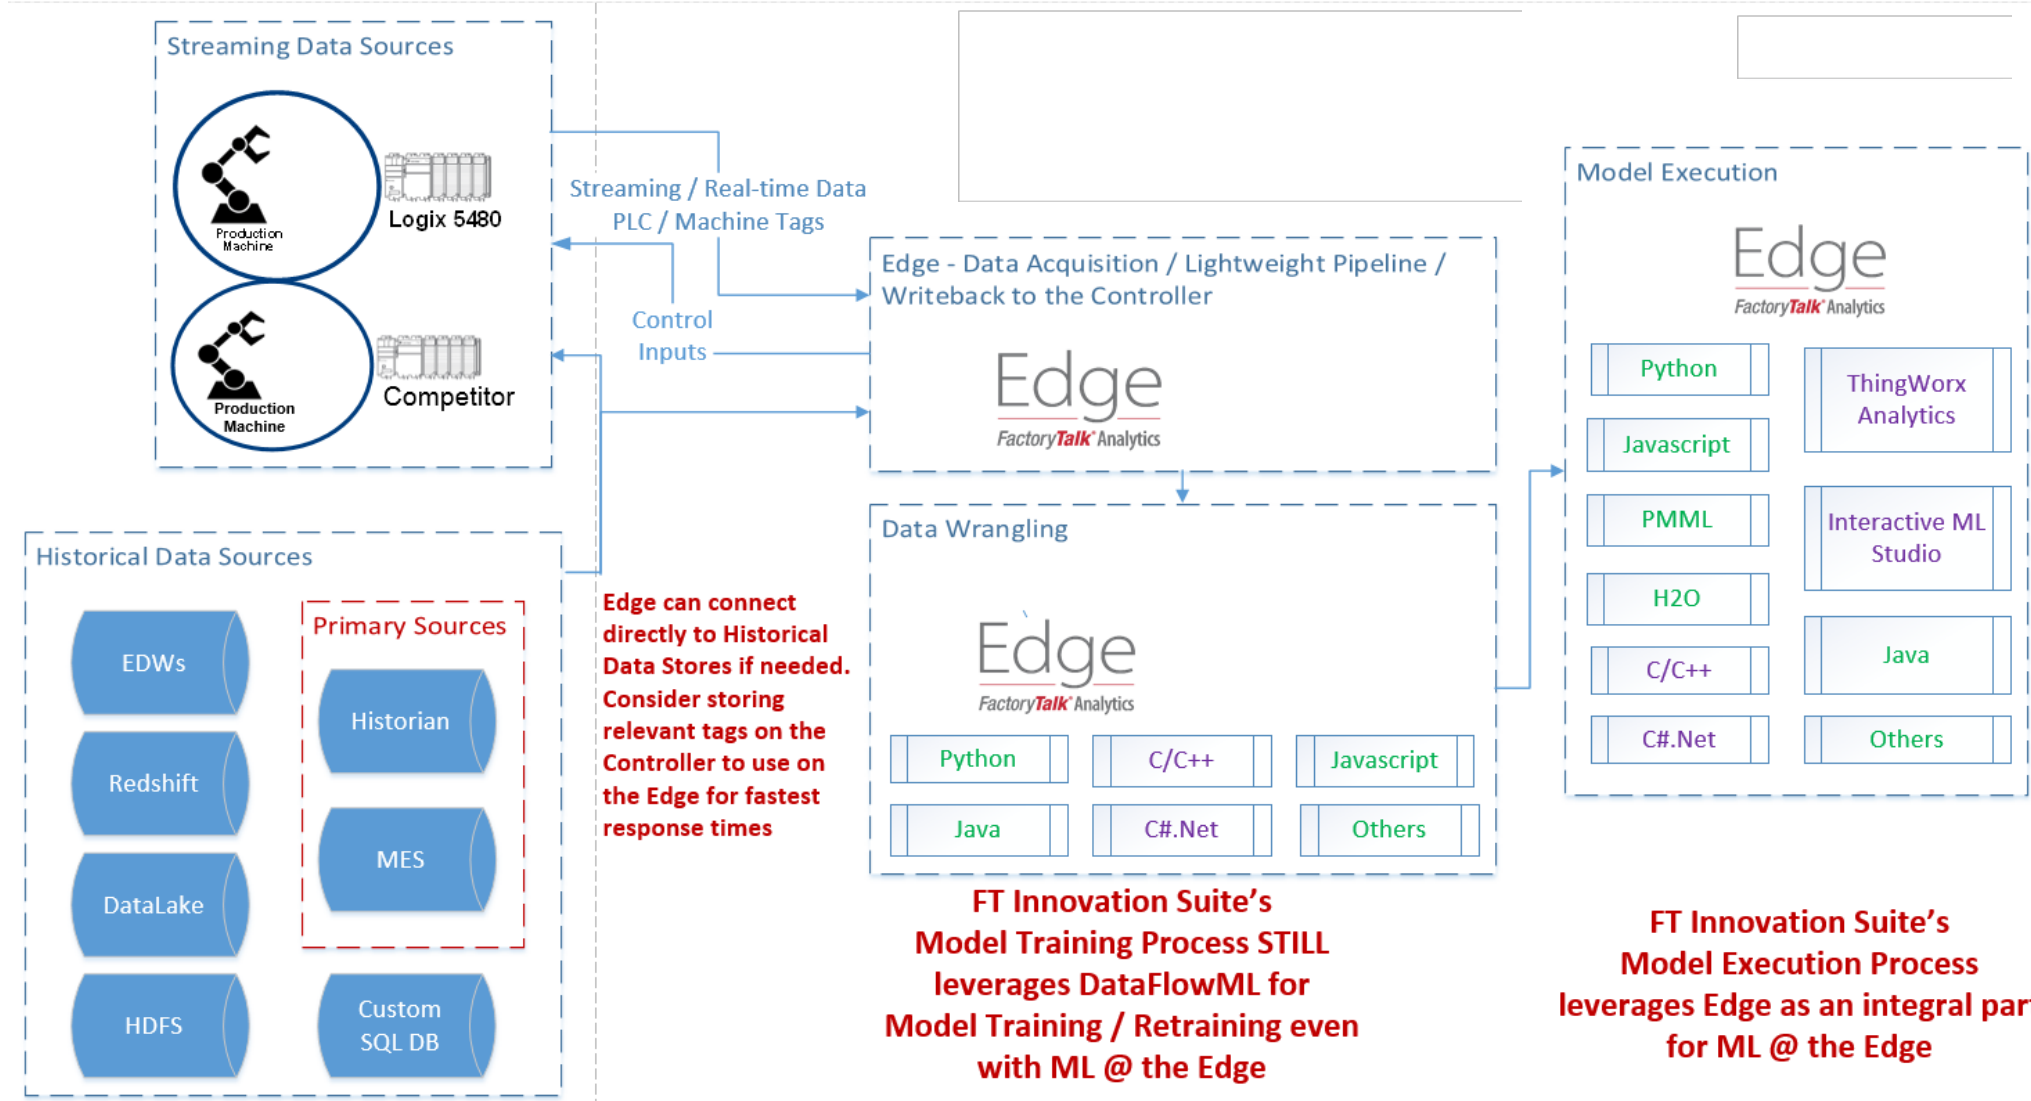 Streaming Data Sources
Production
Machine
Logix 5480
Production
Machine
Competitor
Streaming / Real-time Data
PLC / Machine Tags
Control
Inputs
Edge - Data Acquisition / Lightweight Pipeline /
Writeback to the Controller
Edge
FactoryTalk® Analytics
Historical Data Sources
EDWs
Redshift
DataLake
HDFS
Primary Sources
Historian
MES
Custom
SQL DB
Edge can connect
directly to Historical
Data Stores if needed.
Consider storing
relevant tags on the
Controller to use on
the Edge for fastest
response times
Data Wrangling
Edge
FactoryTalk® Analytics
Python
C/C++
Javascript
Java
C#.Net
Others
FT Innovation Suite’s
Model Training Process STILL
leverages DataFlowML for
Model Training / Retraining even
with ML @ the Edge
Model Execution
Edge
FactoryTalk® Analytics
Python
Javascript
PMML
H2O
C/C++
C#.Net
ThingWorx
Analytics
Interactive ML
Studio
Java
Others
FT Innovation Suite’s
Model Execution Process
leverages Edge as an integral par
for ML @ the Edge